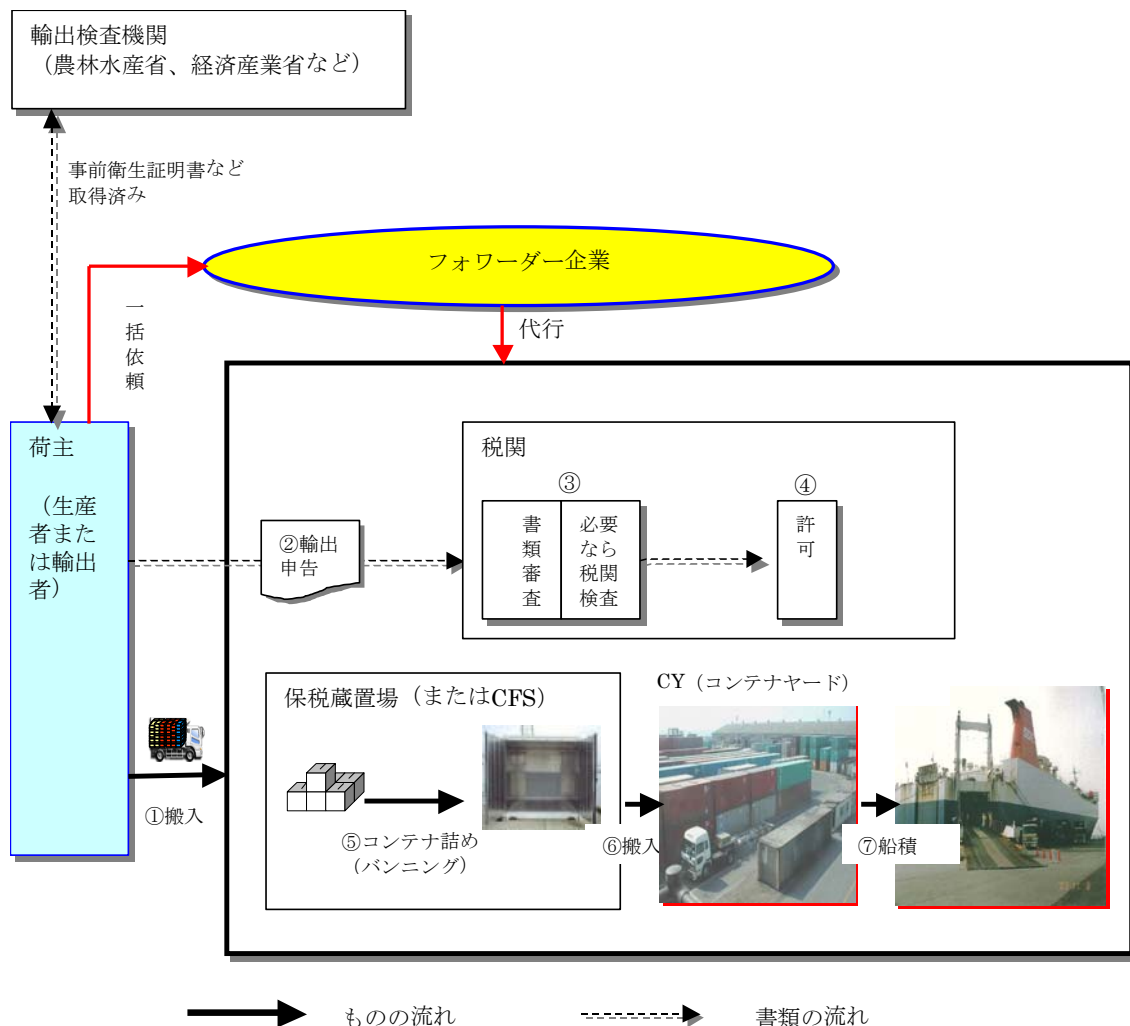 輸出検査機関
（農林水産省、経済産業省など）
事前衛生証明書など
取得済み
フォワーダー企業
一括依頼
代行
荷主
（生産
者また
は輸出
者）
税関
③
④
書類審査
必要
なら
税関
検査
許可
②輸出
申告
保税蔵置場（またはCFS）
CY（コンテナヤード）
①搬入
⑤コンテナ詰め
（バンニング）
⑥搬入
⑦船積
ものの流れ
書類の流れ